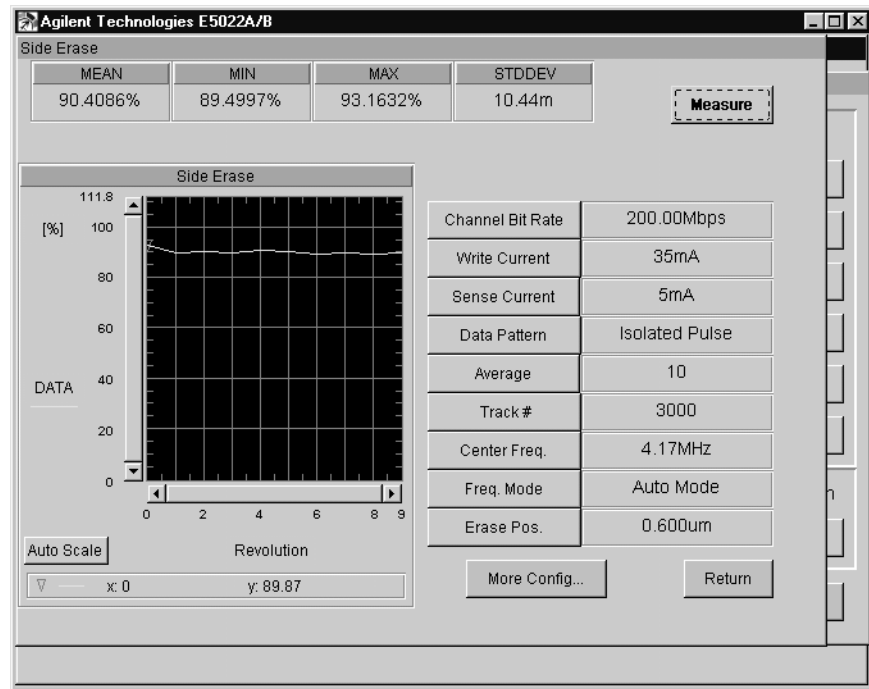 Agilent Technologies E5022A/B
Side Erase
MEAN MIN MAX STDDEV
90.4086% 89.4997% 93.1632% 10.44m
Measure
Side Erase
111.8
[%] 100
80
60
DATA 40
20
0
0 2 4 6 8 9
Auto Scale Revolution
x: 0 y: 89.87
Channel Bit Rate 200.00Mbps
Write Current 35mA
Sense Current 5mA
Data Pattern Isolated Pulse
Average 10
Track # 3000
Center Freq. 4.17MHz
Freq. Mode Auto Mode
Erase Pos. 0.600um
More Config... Return